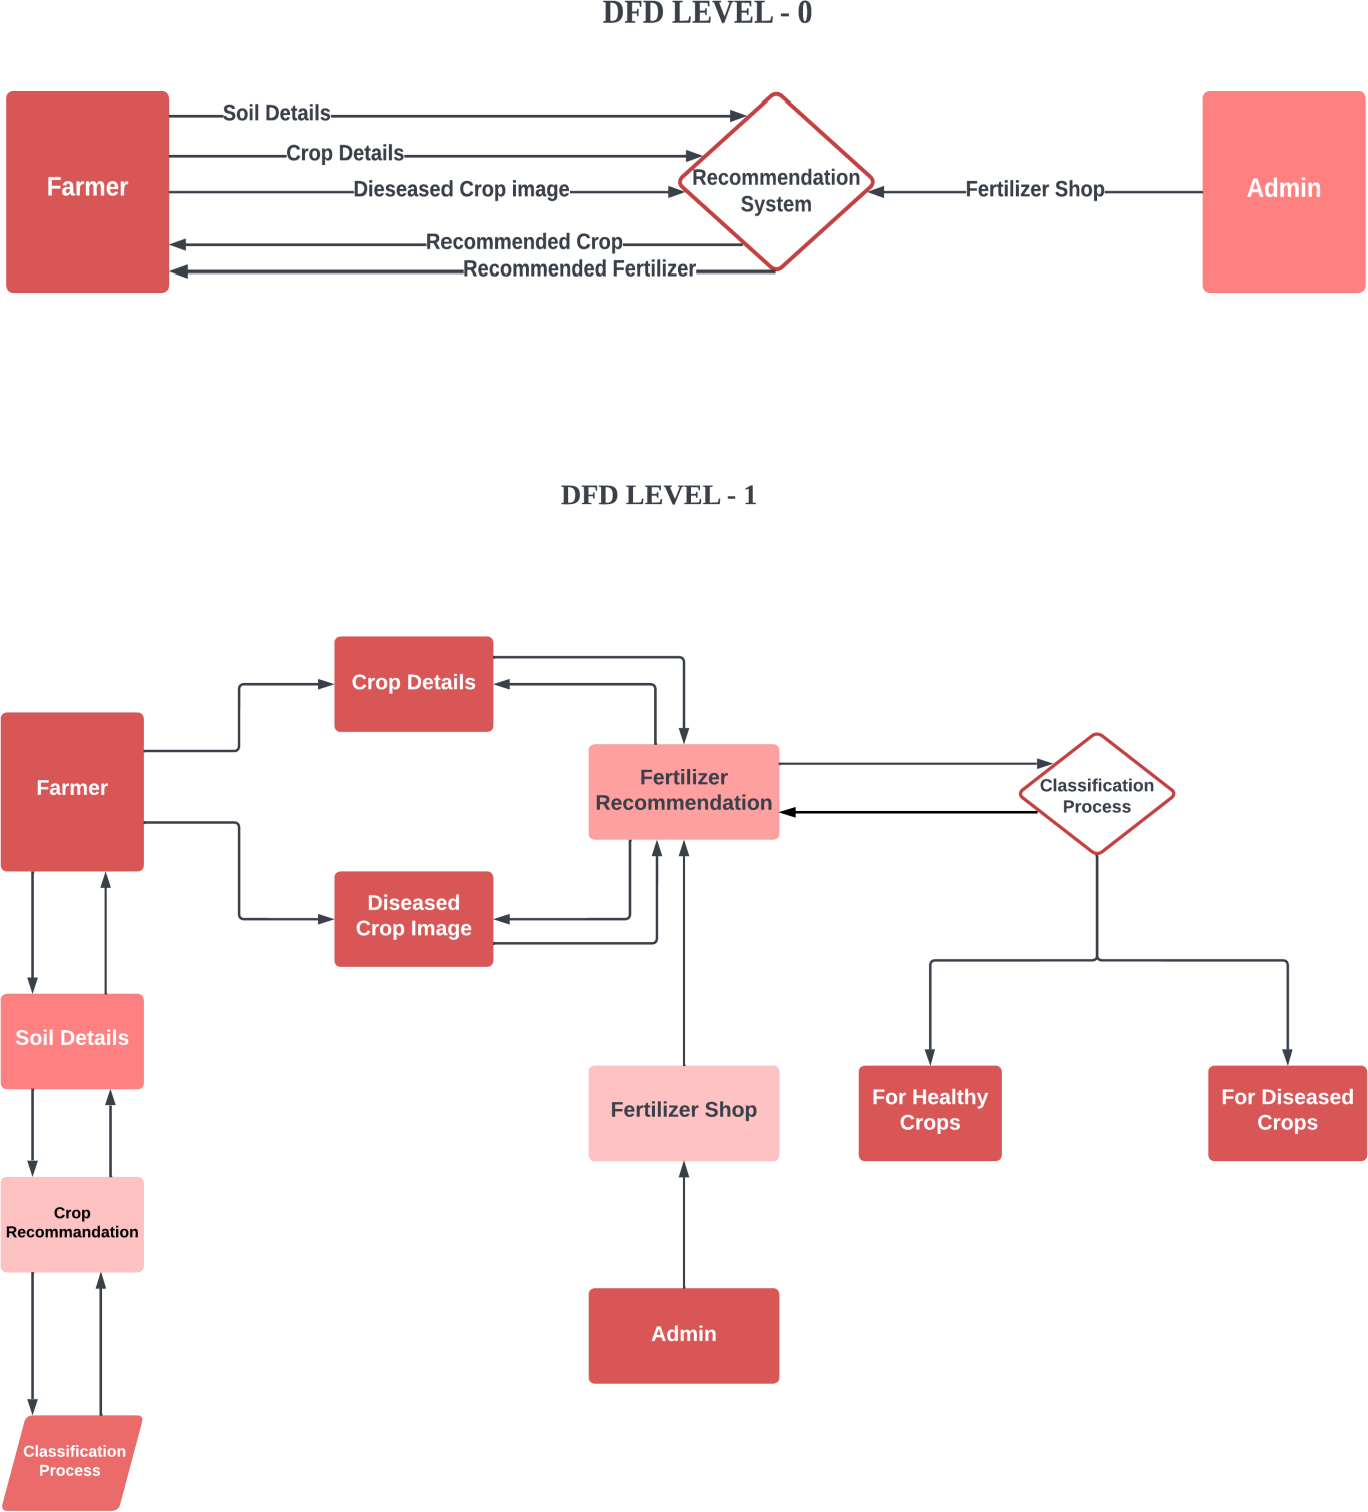 DFD LEVEL - 0
Soil Details
Crop Details
Farmer
Dieseased Crop image
Recommendation
System
Fertilizer Shop
Admin
Recommended Crop
Recommended Fertilizer
DFD LEVEL - 1
Crop Details
Farmer
Fertilizer
Recommendation
Classification
Process
Diseased
Crop Image
Soil Details
Fertilizer Shop
For Healthy
Crops
For Diseased
Crops
Crop
Recommandation
Admin
Classification
Process